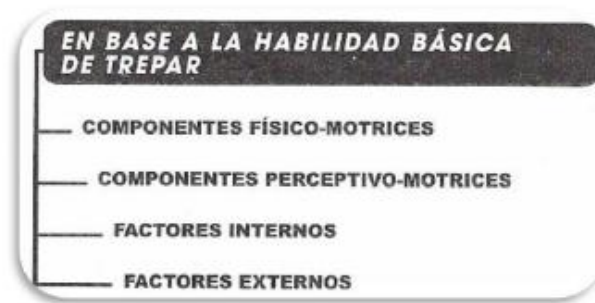 EN BASE A LA HABILIDAD BÁSICA
DE TREPAR
COMPONENTES FÍSICO-MOTRICES
COMPONENTES PERCEPTIVO-MOTRICES
FACTORES INTERNOS
FACTORES EXTERNOS